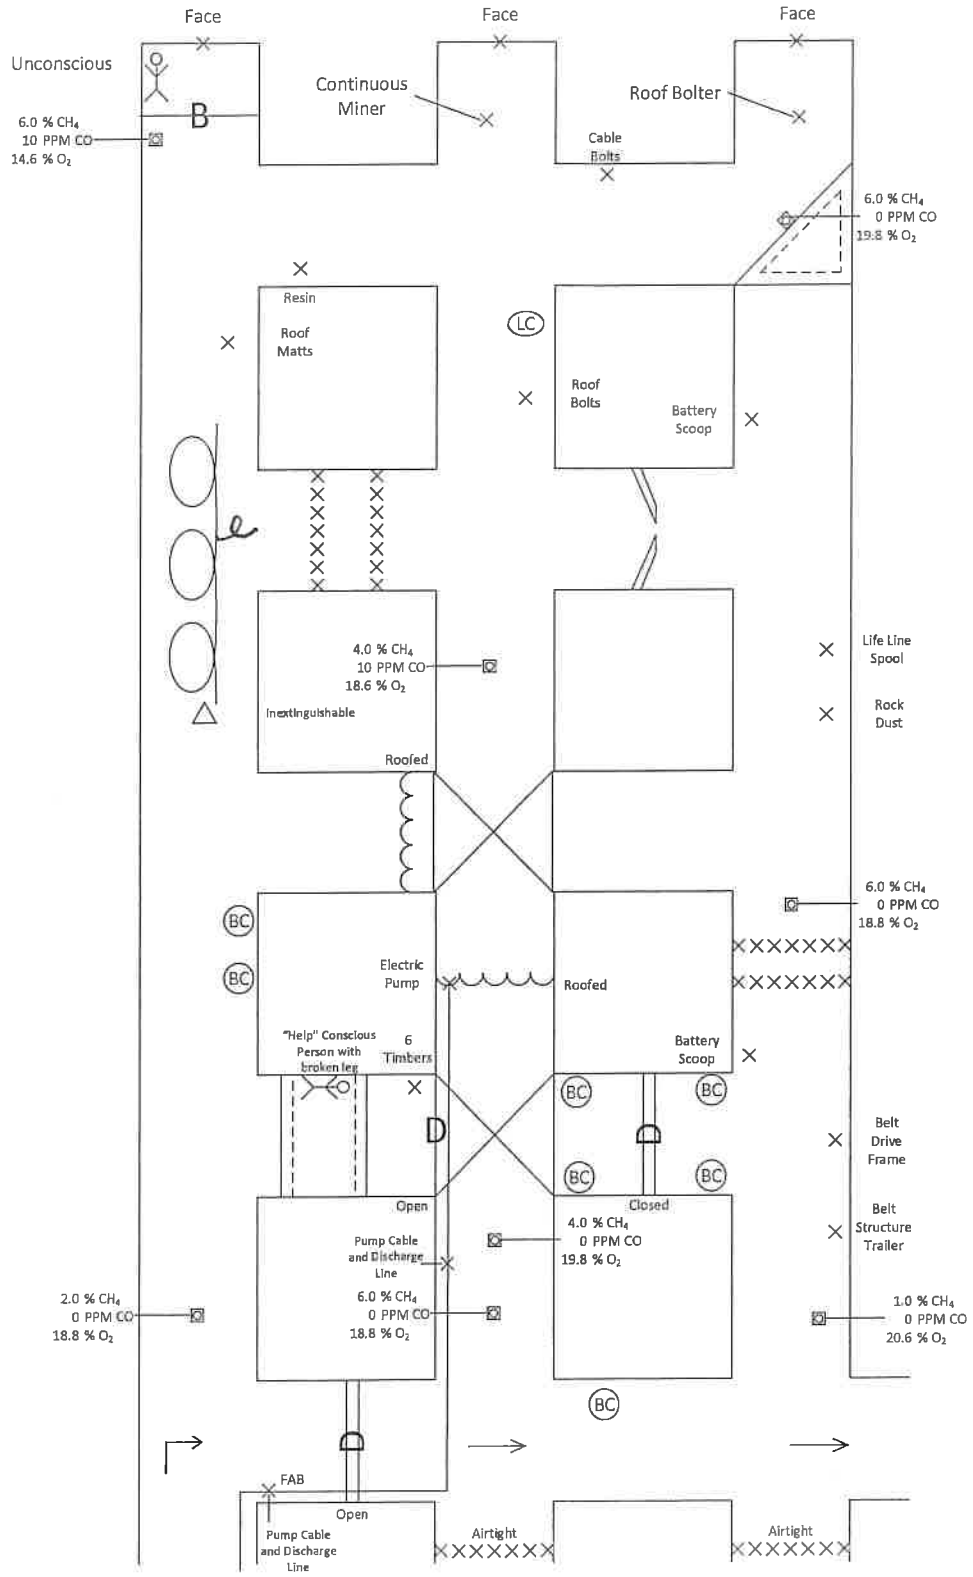 Face
Face
Face
Unconscious
Continuous
Miner
Roof Bolter
B
6.0 % CH₄
10 PPM CO
14.6 % O₂
Cable
Bolts
6.0 % CH₄
0 PPM CO
19.8 % O₂
Resin
Roof
Matts
LC
Roof
Bolts
Battery
Scoop
e
4.0 % CH₄
10 PPM CO
18.6 % O₂
Life Line
Spool
Rock
Dust
Inextinguishable
Roofed
6.0 % CH₄
0 PPM CO
18.8 % O₂
BC
BC
Electric
Pump
Roofed
"Help" Conscious
Person with
broken leg
6
Timbers
Battery
Scoop
BC
BC
D
D
Belt
Drive
Frame
BC
BC
Open
Closed
Belt
Structure
Trailer
4.0 % CH₄
0 PPM CO
19.8 % O₂
Pump Cable
and Discharge
Line
6.0 % CH₄
0 PPM CO
18.8 % O₂
2.0 % CH₄
0 PPM CO
18.8 % O₂
1.0 % CH₄
0 PPM CO
20.6 % O₂
BC
D
FAB
Open
Pump Cable
and Discharge
Line
Airtight
Airtight